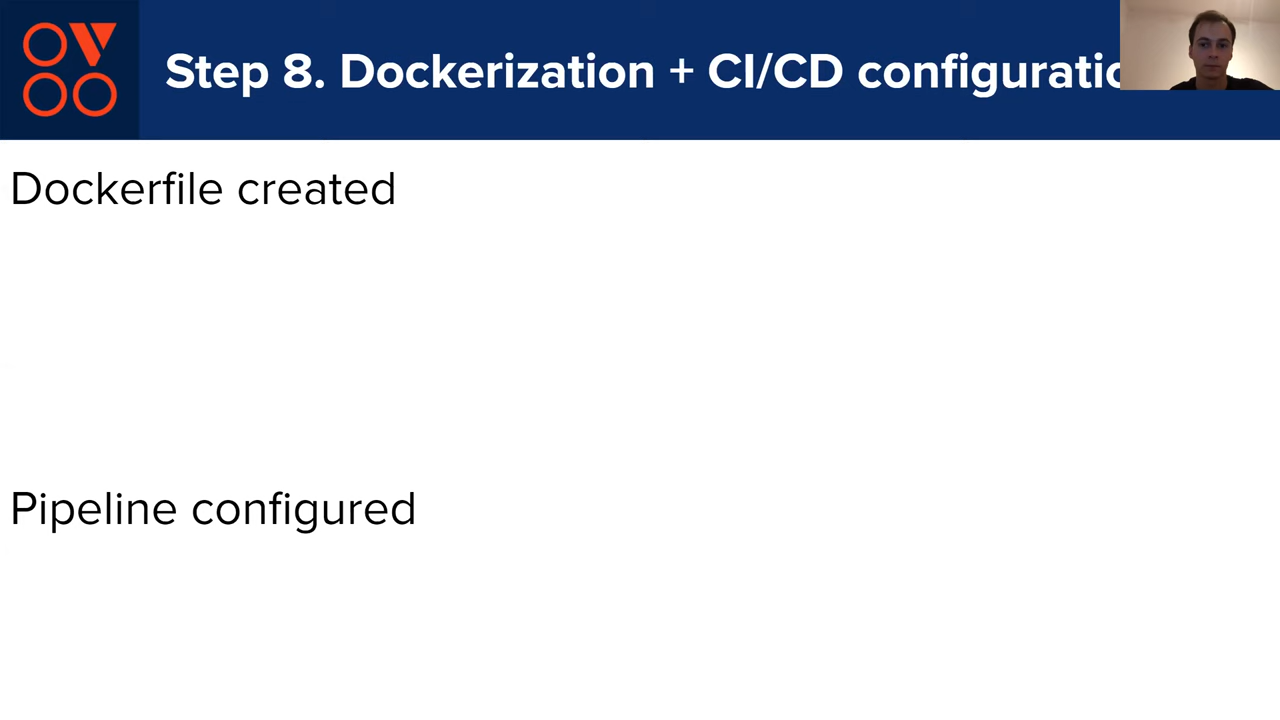 Step 8. Dockerization + CI/CD configuratio
Dockerfile created
Pipeline configured